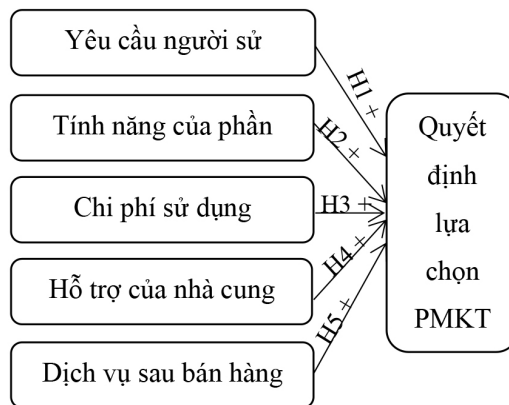 Yêu cầu người sử
H1 +
Tính năng của phần
H2 +
Chi phí sử dụng
H3 +
Hỗ trợ của nhà cung
H4 +
Dịch vụ sau bán hàng
H5 +
Quyết
định
lựa
chọn
PMKT